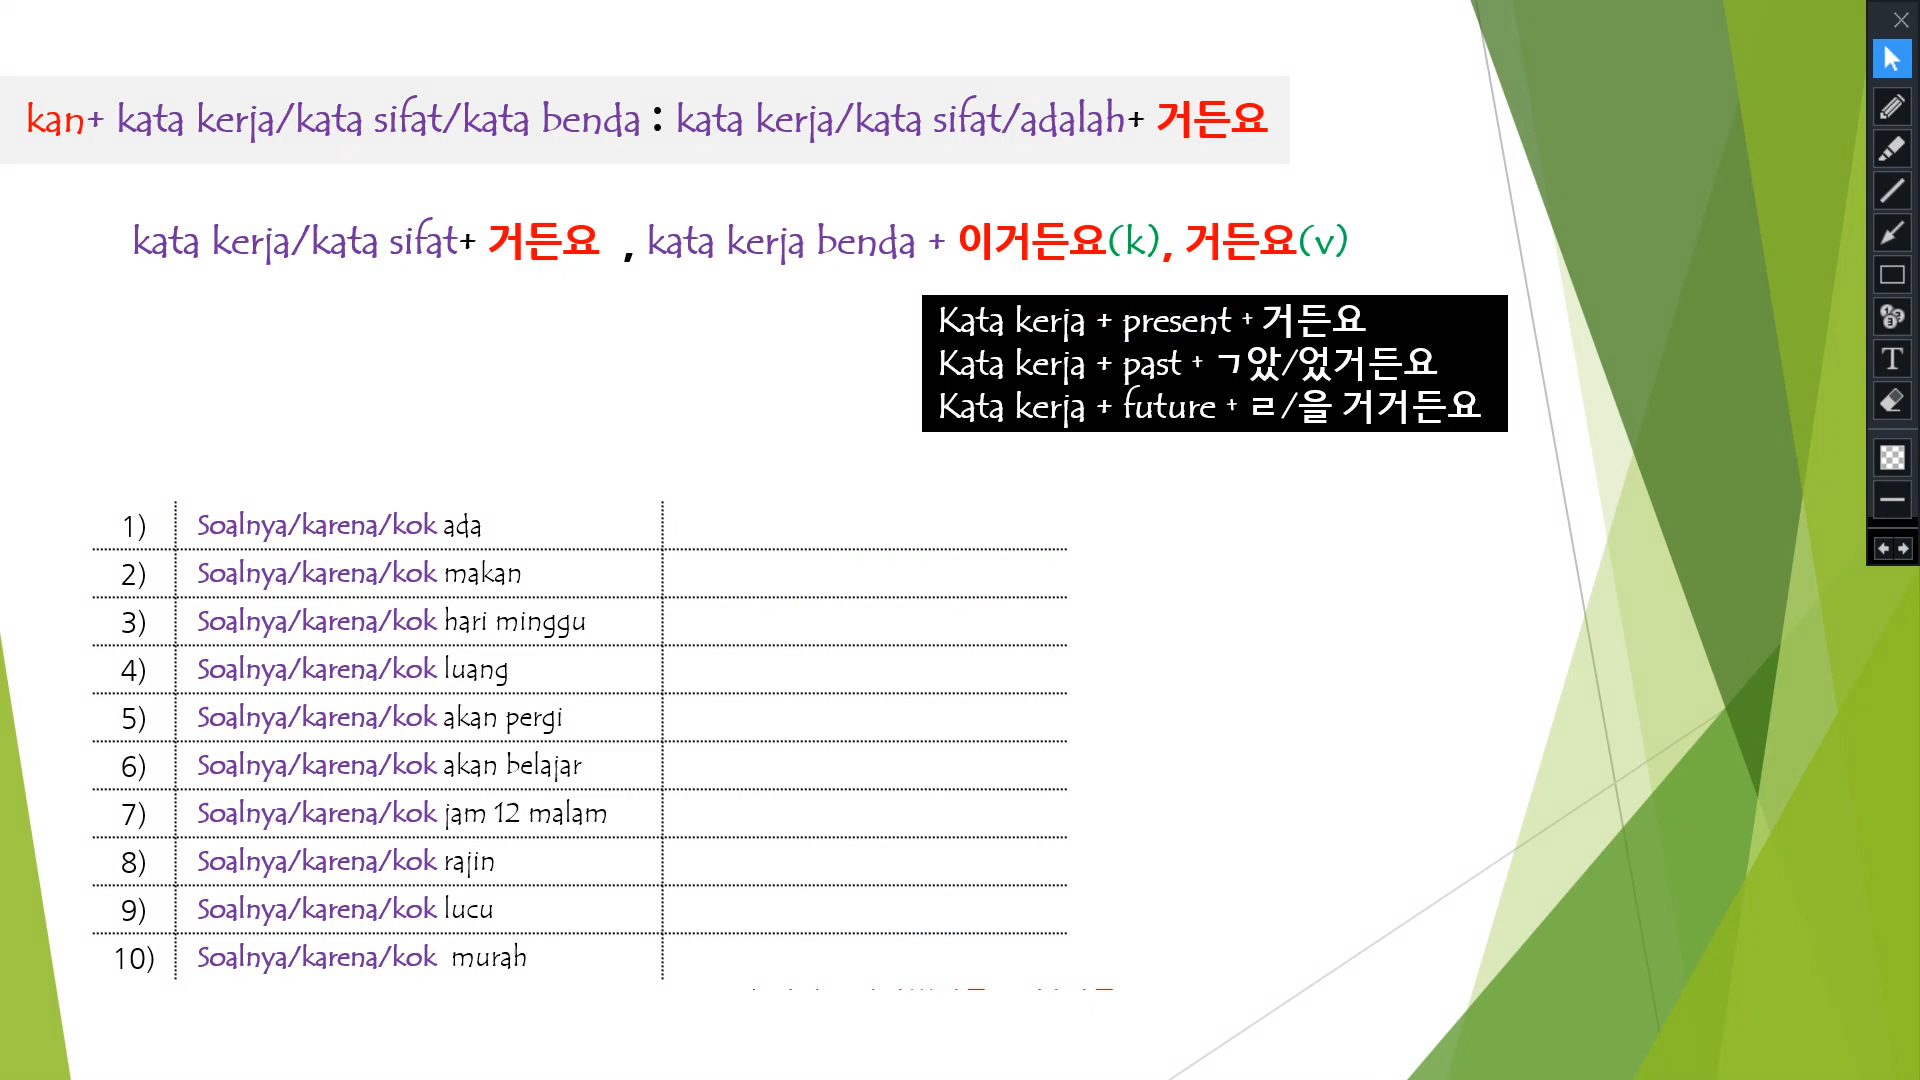 kan+ kata kerja/kata sifat/kata benda : kata kerja/kata sifat/adalah+ 거든요
kata kerja/kata sifat+ 거든요 , kata kerja benda + 이거든요(k), 거든요(v)
Kata kerja + present + 거든요
Kata kerja + past + ㄱ았/었거든요
Kata kerja + future + ㄹ/을 거거든요
1) Soalnya/karena/kok ada
2) Soalnya/karena/kok makan
3) Soalnya/karena/kok hari minggu
4) Soalnya/karena/kok luang
5) Soalnya/karena/kok akan pergi
6) Soalnya/karena/kok akan belajar
7) Soalnya/karena/kok jam 12 malam
8) Soalnya/karena/kok rajin
9) Soalnya/karena/kok lucu
10) Soalnya/karena/kok murah